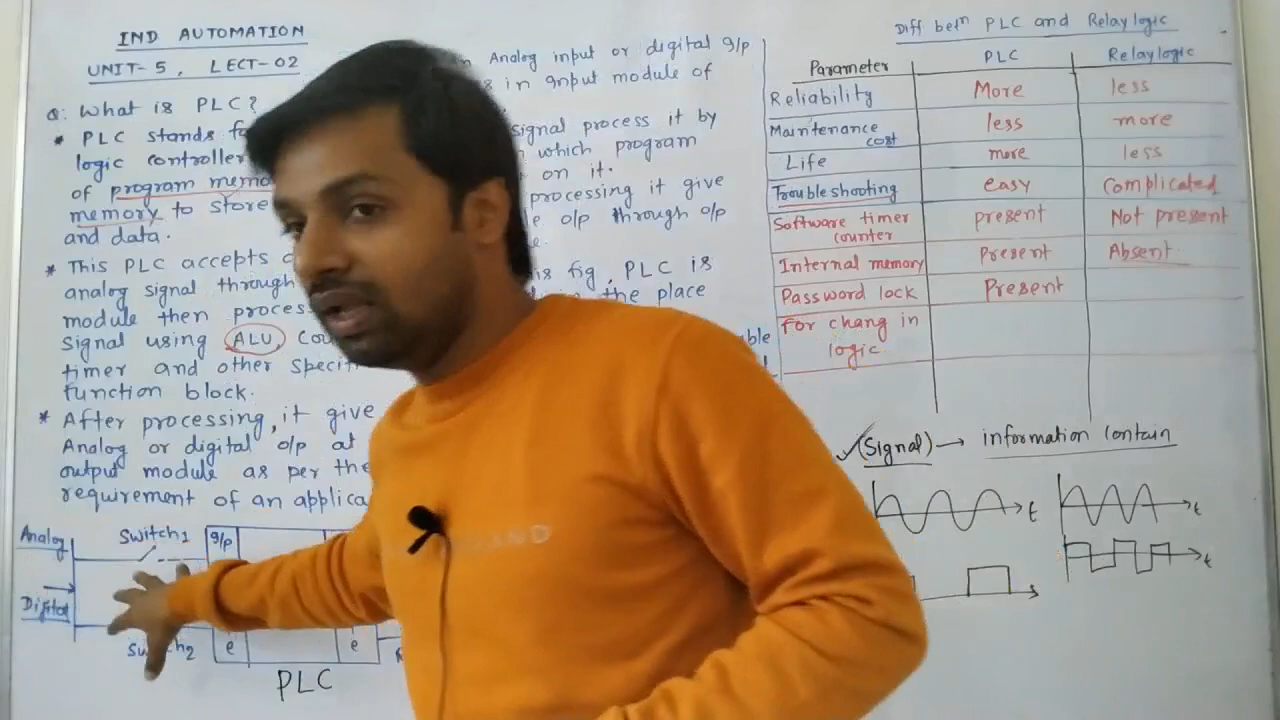 IND AUTOMATION
UNIT-5, LECT-02
Q: What is PLC?
* PLC stands
logic controller
of program
memory to store
and data.
* This PLC accepts
analog signal through
module then
signal using ALU
timer and other
function block.
* After processing, it give
Analog or digital o/p at
output module as per the
requirement of an
Analog
Switch1
Digital
Switch2
g/p
e
e
PLC
Analog input or digital g/p
in gnput module of
signal process it by
which program
on it.
processing it give
o/p through o/p
fig, PLC is
the place
Diff betn PLC and Relaylogic
Parameter PLC Relaylogic
Reliability More less
Maintenance cost less more
Life more less
Troubleshooting easy Complicated
Software timer counter present Not present
Internal memory Present Absent
Password lock Present
For chang in
logic
(Signal) → information contain
t
t
t